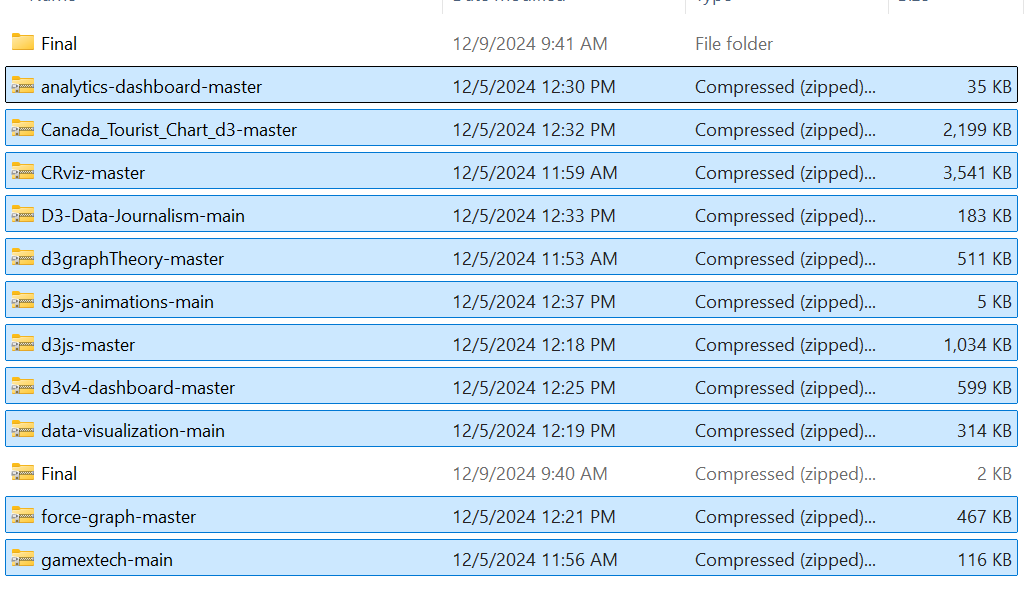 Final 12/9/2024 9:41 AM File folder
analytics-dashboard-master 12/5/2024 12:30 PM Compressed (zipped)... 35 KB
Canada_Tourist_Chart_d3-master 12/5/2024 12:32 PM Compressed (zipped)... 2,199 KB
CRviz-master 12/5/2024 11:59 AM Compressed (zipped)... 3,541 KB
D3-Data-Journalism-main 12/5/2024 12:33 PM Compressed (zipped)... 183 KB
d3graphTheory-master 12/5/2024 11:53 AM Compressed (zipped)... 511 KB
d3js-animations-main 12/5/2024 12:37 PM Compressed (zipped)... 5 KB
d3js-master 12/5/2024 12:18 PM Compressed (zipped)... 1,034 KB
d3v4-dashboard-master 12/5/2024 12:25 PM Compressed (zipped)... 599 KB
data-visualization-main 12/5/2024 12:19 PM Compressed (zipped)... 314 KB
Final 12/9/2024 9:40 AM Compressed (zipped)... 2 KB
force-graph-master 12/5/2024 12:21 PM Compressed (zipped)... 467 KB
gamextech-main 12/5/2024 11:56 AM Compressed (zipped)... 116 KB